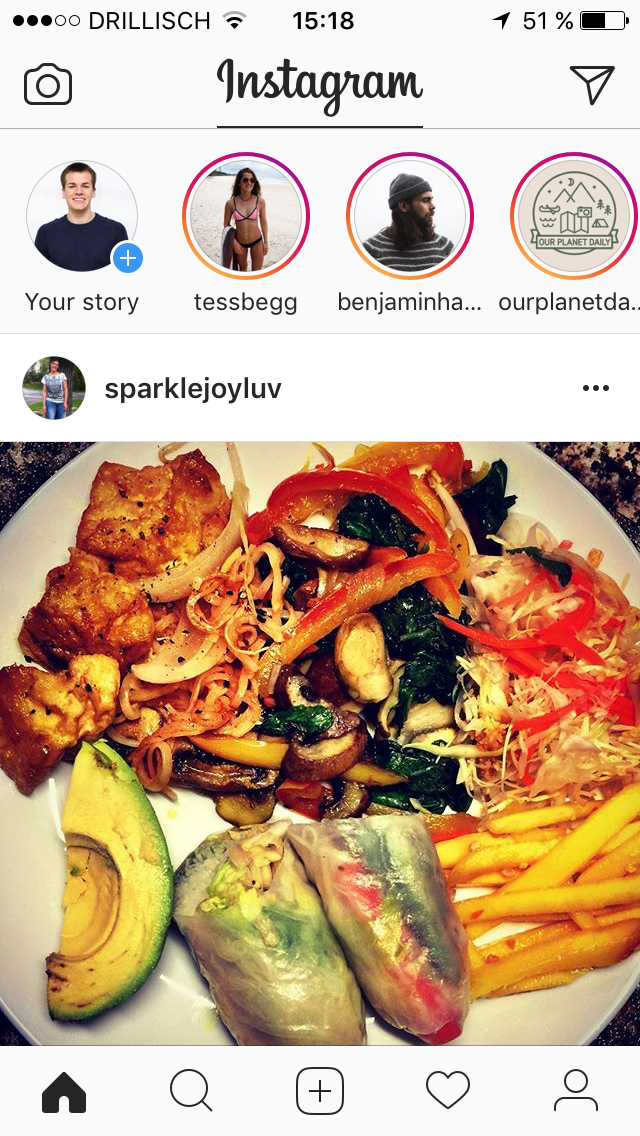 DRILLISCH 15:18 51 %
Instagram
OUR PLANET DAILY
Your story tessbegg benjaminha... ourplanetda...
sparklejoyluv